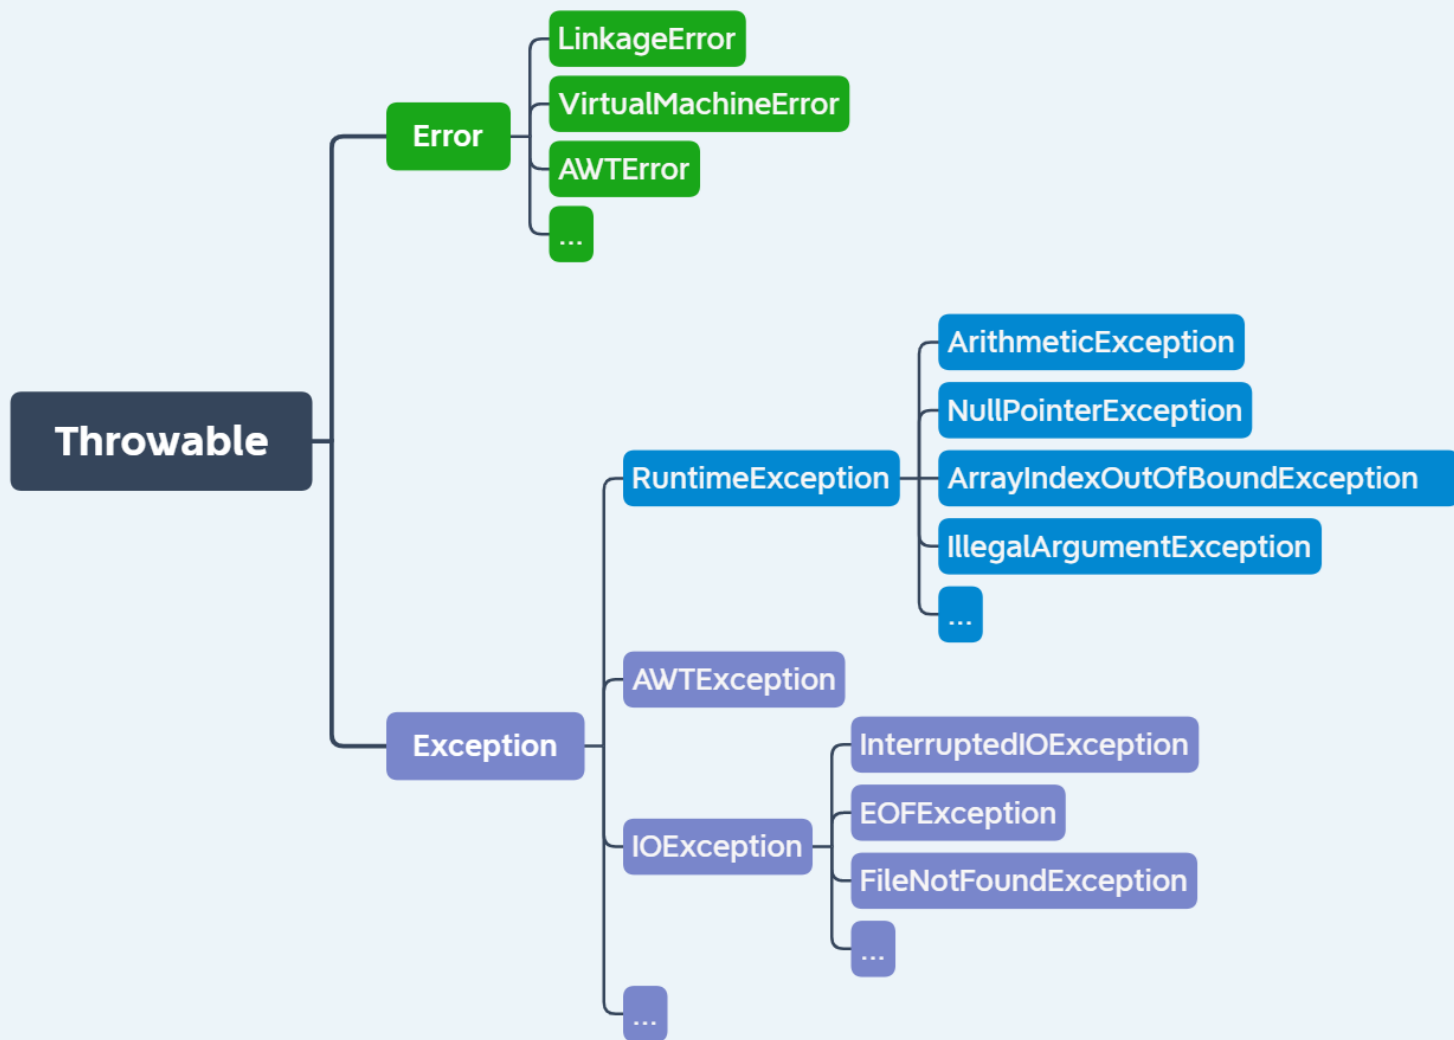 LinkageError
VirtualMachineError
Error
AWTError
...
ArithmeticException
NullPointerException
Throwable
RuntimeException
ArrayIndexOutOfBoundException
IllegalArgumentException
...
AWTException
Exception
InterruptedIOException
EOFException
IOException
FileNotFoundException
...
...